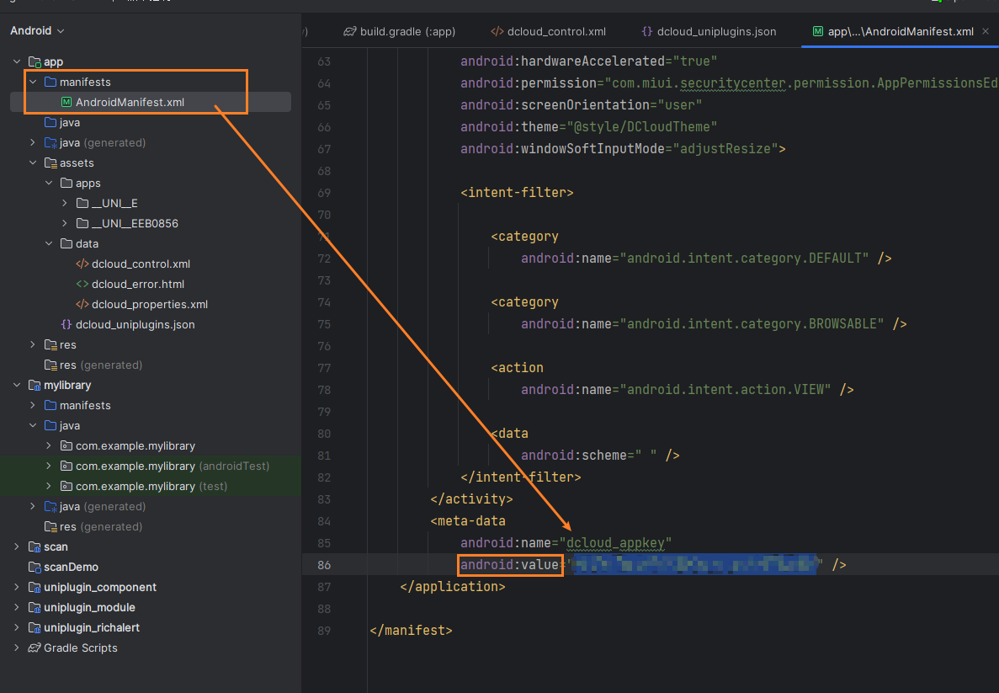 Android
app
manifests
AndroidManifest.xml
java
java (generated)
assets
apps
__UNI__E
__UNI__EEB0856
data
dcloud_control.xml
dcloud_error.html
dcloud_properties.xml
dcloud_uniplugins.json
res
res (generated)
mylibrary
manifests
java
com.example.mylibrary
com.example.mylibrary (androidTest)
com.example.mylibrary (test)
java (generated)
res (generated)
scan
scanDemo
uniplugin_component
uniplugin_module
uniplugin_richalert
Gradle Scripts
build.gradle (:app) dcloud_control.xml dcloud_uniplugins.json app\...\AndroidManifest.xml
63 android:hardwareAccelerated="true"
64 android:permission="com.miui.securitycenter.permission.AppPermissionsEd
65 android:screenOrientation="user"
66 android:theme="@style/DCloudTheme"
67 android:windowSoftInputMode="adjustResize">
68
69 <intent-filter>
70
71 <category
72 android:name="android.intent.category.DEFAULT" />
73
74 <category
75 android:name="android.intent.category.BROWSABLE" />
76
77 <action
78 android:name="android.intent.action.VIEW" />
79
80 <data
81 android:scheme=" " />
82 </intent-filter>
83 </activity>
84 <meta-data
85 android:name="dcloud_appkey"
86 android:value=" " />
87 </application>
88
89 </manifest>